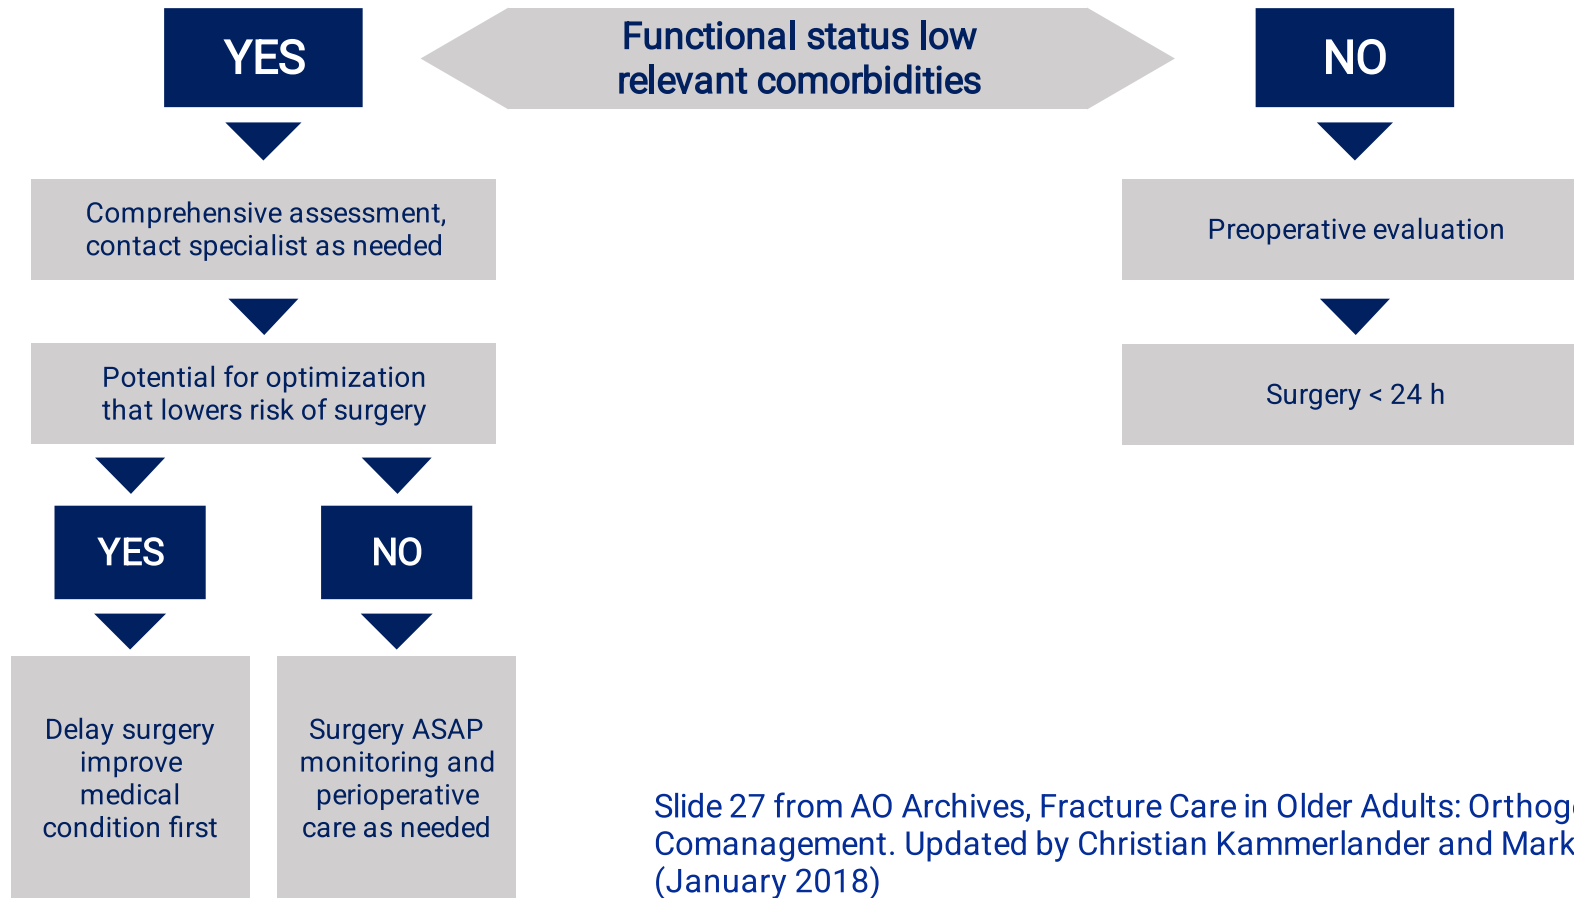 YES
Functional status low
relevant comorbidities
NO
Comprehensive assessment,
contact specialist as needed
Preoperative evaluation
Potential for optimization
that lowers risk of surgery
Surgery < 24 h
YES
NO
Delay surgery
improve
medical
condition first
Surgery ASAP
monitoring and
perioperative
care as needed
Slide 27 from AO Archives, Fracture Care in Older Adults:
Comanagement. Updated by Christian Kammerlander and Mark
(January 2018)